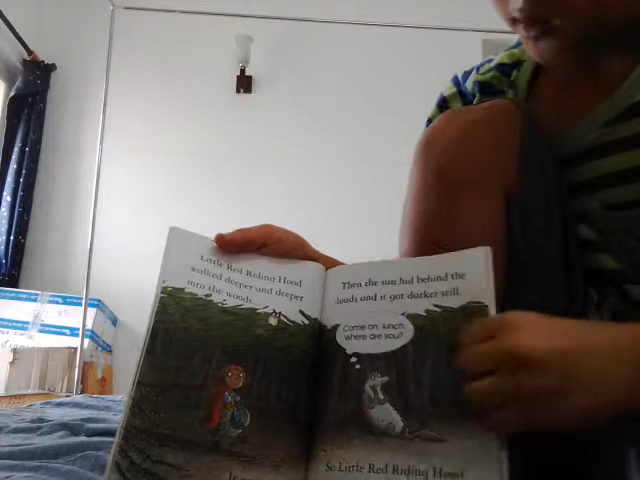 Little Red Riding Hood
walked deeper and deeper
into the woods.
Then the sun hid behind the
clouds and it got darker still.
Come on, lunch.
Where are you?
So Little Red Riding Hood